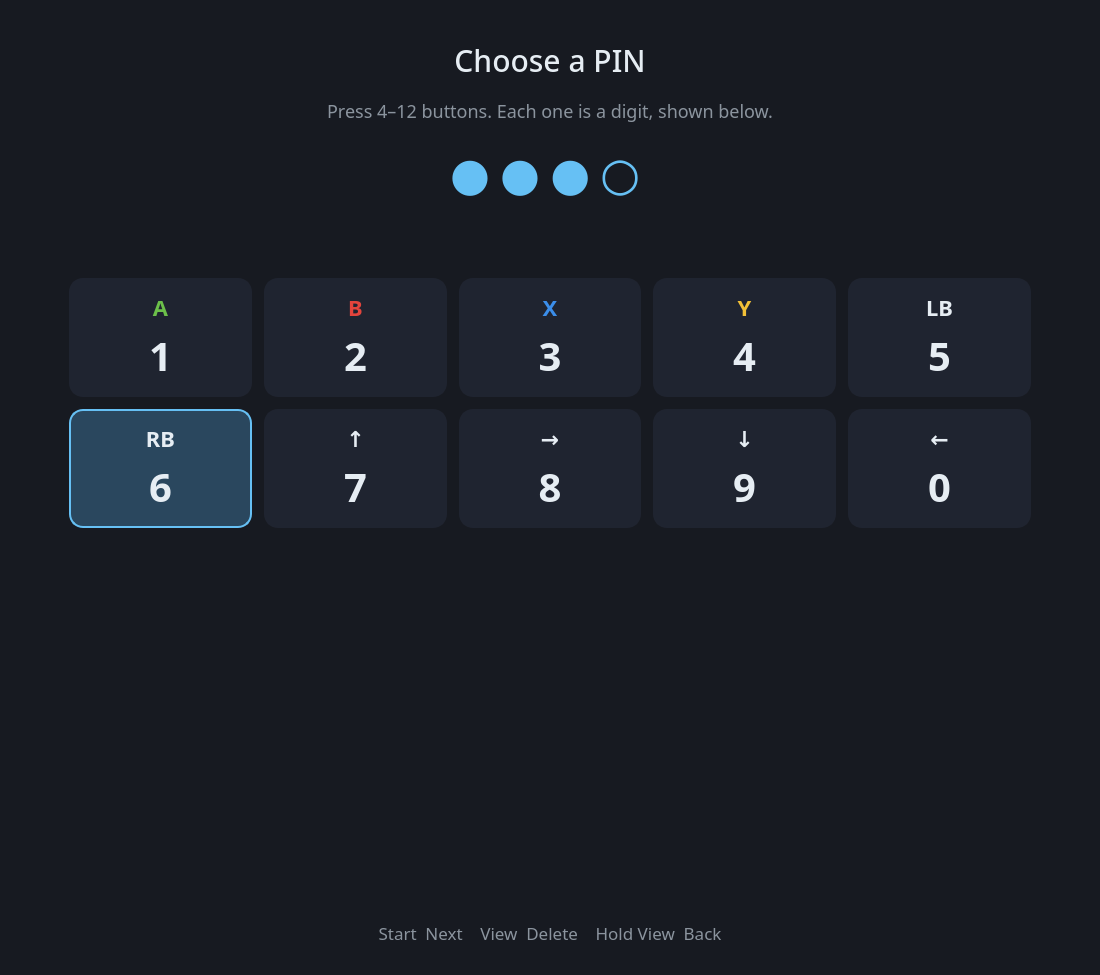 Choose a PIN
Press 4–12 buttons. Each one is a digit, shown below.
A B X Y LB
1 2 3 4 5
RB ↑ → ↓ ←
6 7 8 9 0
Start Next View Delete Hold View Back